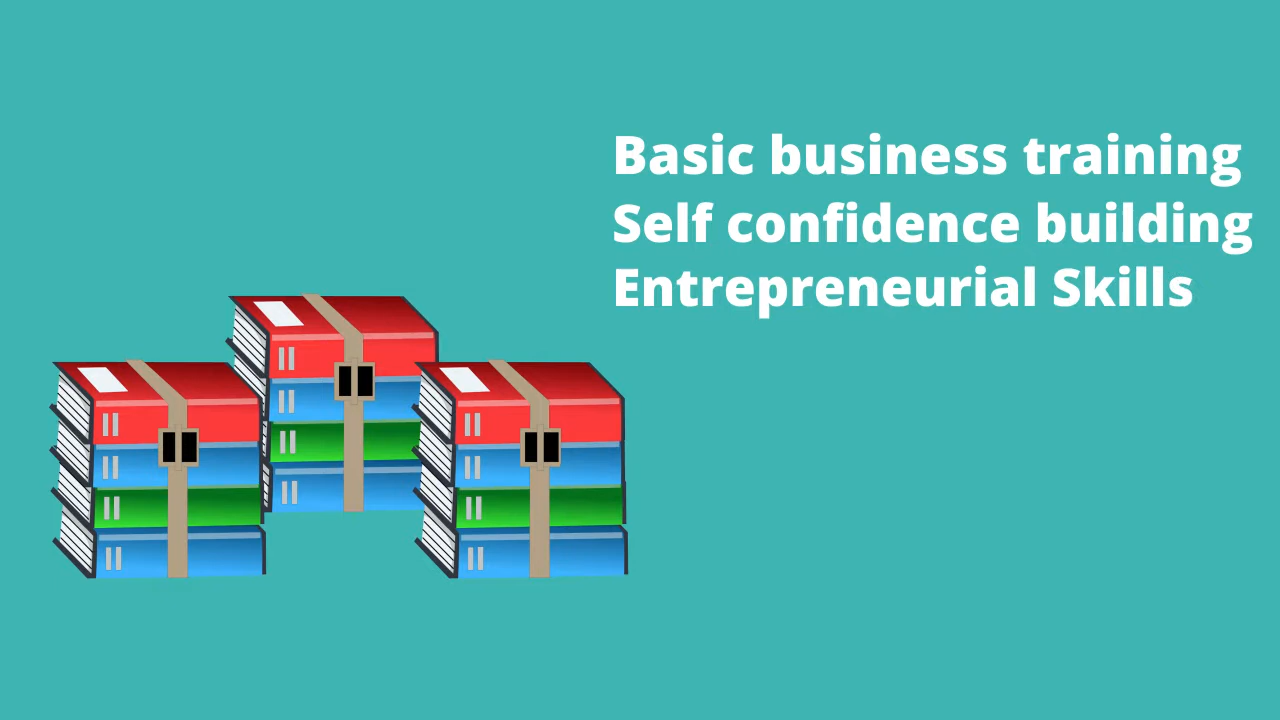 Basic business training
Self confidence building
Entrepreneurial Skills